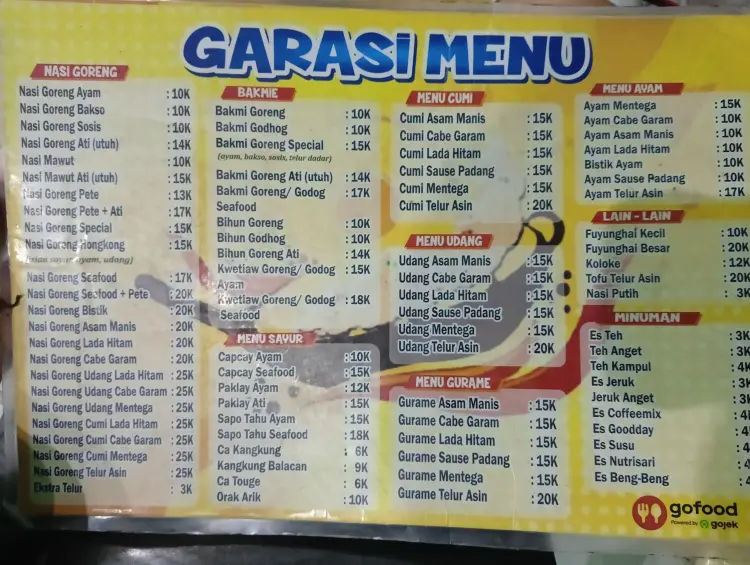 GARASI MENU
NASI GORENG
Nasi Goreng Ayam : 10K
Nasi Goreng Bakso : 10K
Nasi Goreng Sosis : 10K
Nasi Goreng Ati (utuh) : 14K
Nasi Mawut : 10K
Nasi Mawut Ati (utuh) : 15K
Nasi Goreng Pete : 13K
Nasi Goreng Pete + Ati : 17K
Nasi Goreng Special : 15K
Nasi Goreng Hongkong : 15K
ayam, udang)
Nasi Goreng Seafood : 17K
Nasi Goreng Seafood + Pete : 20K
Nasi Goreng Bistik : 20K
Nasi Goreng Asam Manis : 20K
Nasi Goreng Lada Hitam : 20K
Nasi Goreng Cabe Garam : 20K
Nasi Goreng Udang Lada Hitam : 25K
Nasi Goreng Udang Cabe Garam : 25K
Nasi Goreng Udang Mentega : 25K
Nasi Goreng Cumi Lada Hitam : 25K
Nasi Goreng Cumi Cabe Garam : 25K
Nasi Goreng Cumi Mentega : 25K
Nasi Goreng Telur Asin : 25K
Ekstra Telur : 3K
BAKMIE
Bakmi Goreng : 10K
Bakmi Godhog : 10K
Bakmi Goreng Special : 15K
(ayam, bakso, sosis, telur dadar)
Bakmi Goreng Ati (utuh) : 14K
Bakmi Goreng/ Godog : 17K
Seafood
Bihun Goreng : 10K
Bihun Godhog : 10K
Bihun Goreng Ati : 14K
Kwetiaw Goreng/ Godog : 15K
Ayam
Kwetiaw Goreng/ Godog : 18K
Seafood
MENU SAYUR
Capcay Ayam : 10K
Capcay Seafood : 15K
Paklay Ayam : 12K
Paklay Ati : 15K
Sapo Tahu Ayam : 15K
Sapo Tahu Seafood : 18K
Ca Kangkung : 6K
Kangkung Balacan : 9K
Ca Touge : 6K
Orak Arik : 10K
MENU CUMI
Cumi Asam Manis : 15K
Cumi Cabe Garam : 15K
Cumi Lada Hitam : 15K
Cumi Sause Padang : 15K
Cumi Mentega : 15K
Cumi Telur Asin : 20K
MENU UDANG
Udang Asam Manis : 15K
Udang Cabe Garam : 15K
Udang Lada Hitam : 15K
Udang Sause Padang : 15K
Udang Mentega : 15K
Udang Telur Asin : 20K
MENU GURAME
Gurame Asam Manis : 15K
Gurame Cabe Garam : 15K
Gurame Lada Hitam : 15K
Gurame Sause Padang : 15K
Gurame Mentega : 15K
Gurame Telur Asin : 20K
MENU AYAM
Ayam Mentega : 15K
Ayam Cabe Garam : 10K
Ayam Asam Manis : 10K
Ayam Lada Hitam : 10K
Bistik Ayam : 10K
Ayam Sause Padang : 10K
Ayam Telur Asin : 17K
LAIN - LAIN
Fuyunghai Kecil : 10K
Fuyunghai Besar : 20K
Koloke : 12K
Tofu Telur Asin : 20K
Nasi Putih : 3K
MINUMAN
Es Teh : 3K
Teh Anget : 3K
Teh Kampul : 4K
Es Jeruk : 3K
Jeruk Anget : 3K
Es Coffeemix : 4
Es Goodday : 4
Es Susu : 4
Es Nutrisari : 4
Es Beng-Beng : 4
gofood
Powered by gojek